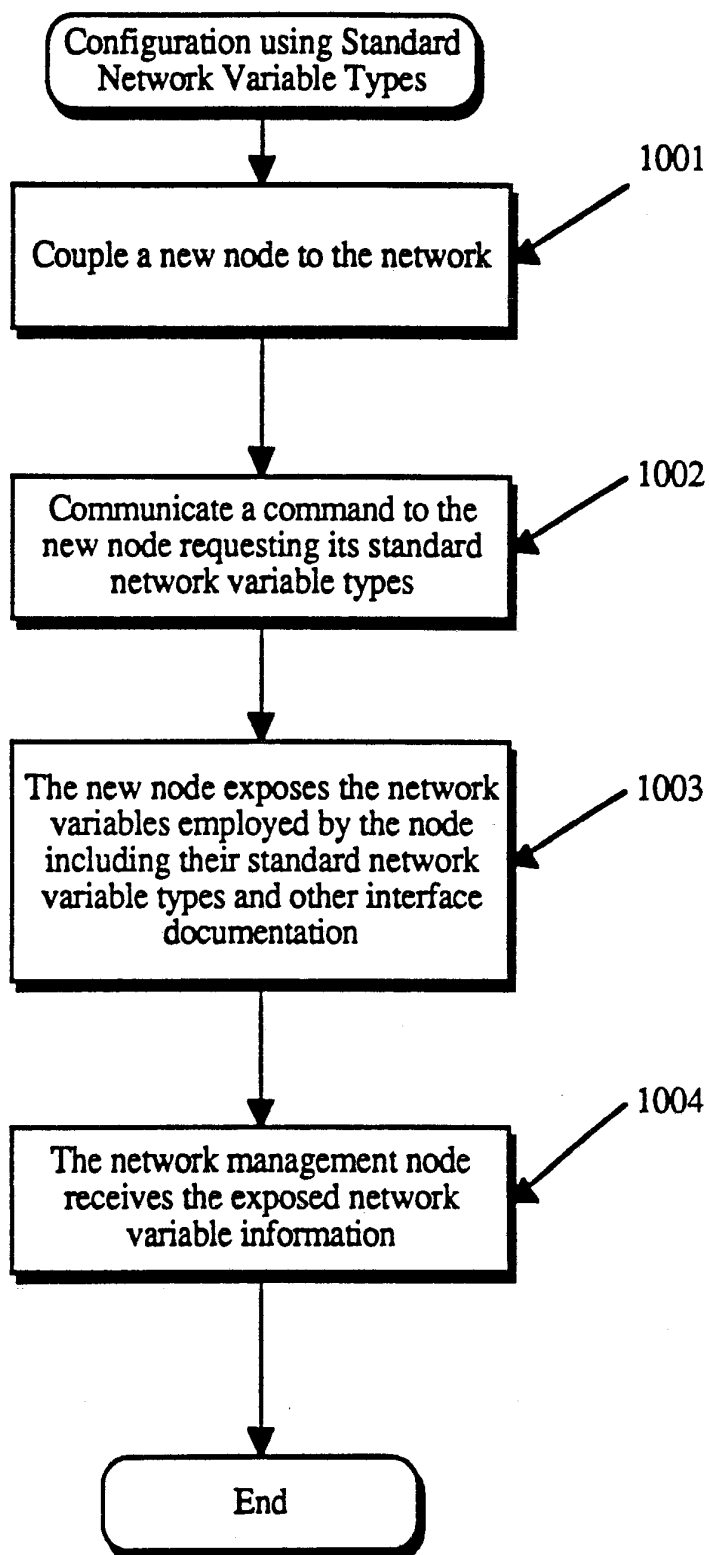 Configuration using Standard
Network Variable Types
1001
Couple a new node to the network
1002
Communicate a command to the
new node requesting its standard
network variable types
1003
The new node exposes the network
variables employed by the node
including their standard network
variable types and other interface
documentation
1004
The network management node
receives the exposed network
variable information
End